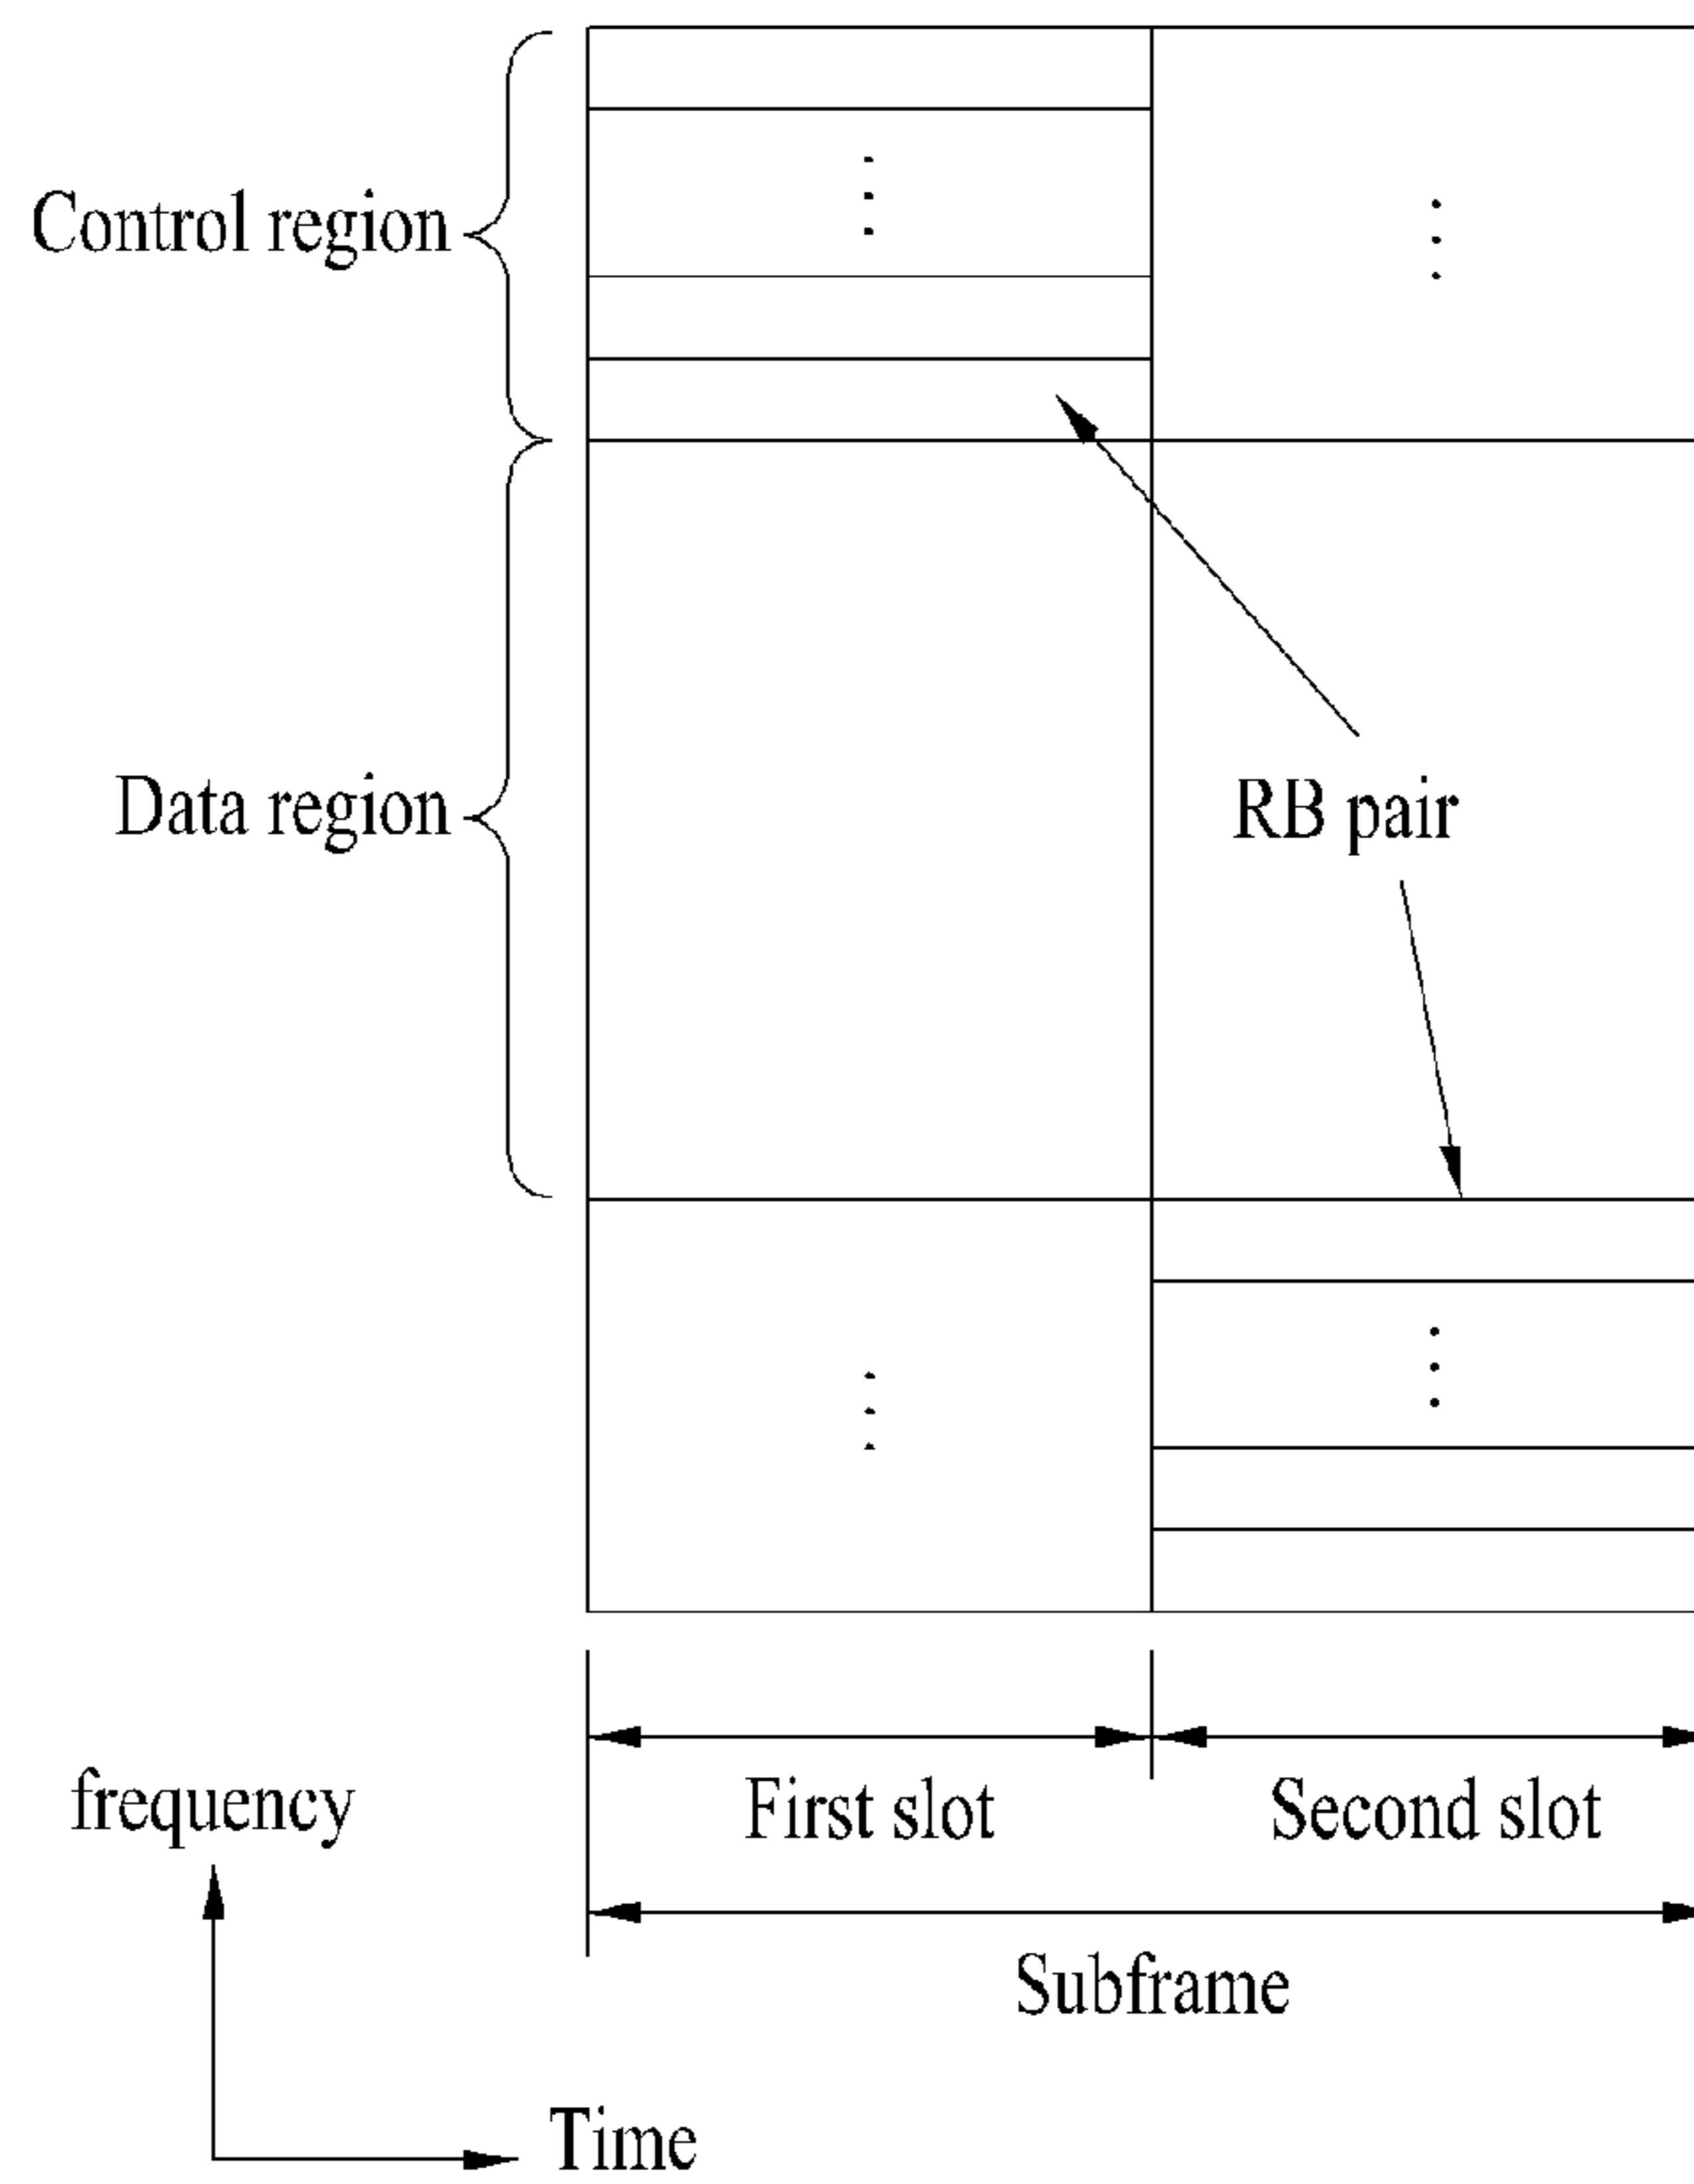 Control region
Data region
RB pair
First slot
Second slot
Subframe
frequency
Time